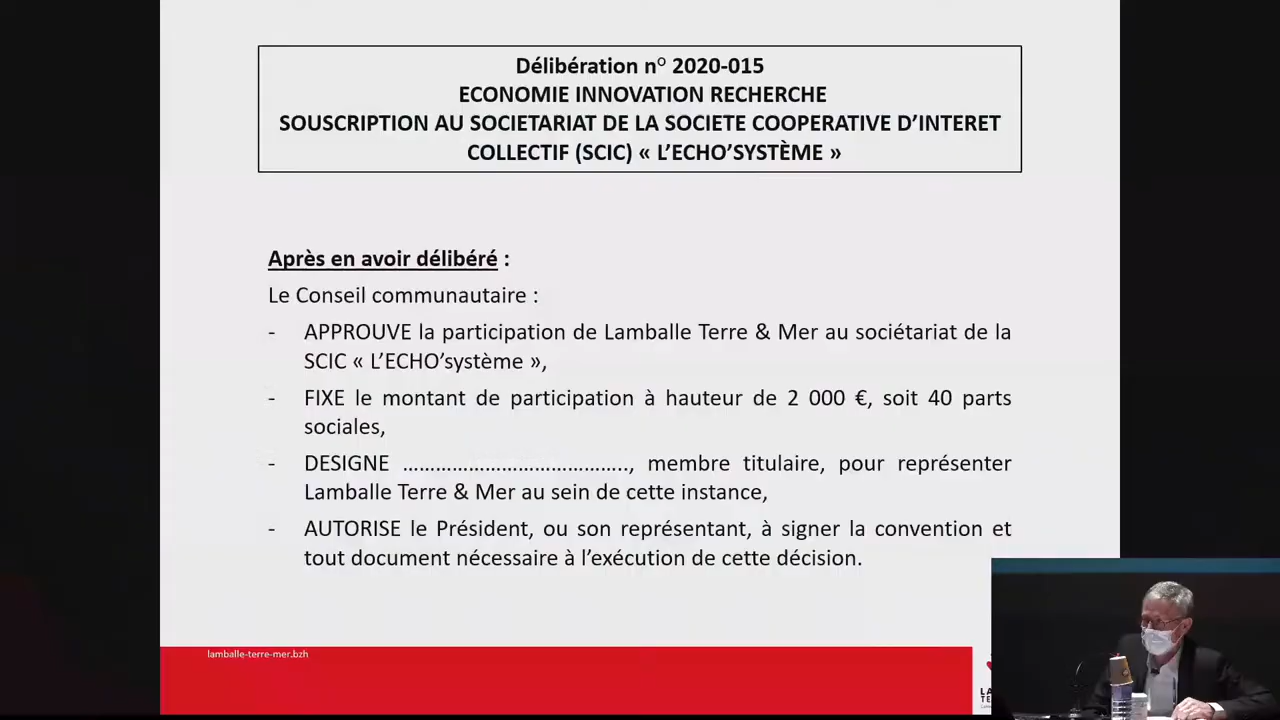 Délibération n° 2020-015
ECONOMIE INNOVATION RECHERCHE
SOUSCRIPTION AU SOCIETARIAT DE LA SOCIETE COOPERATIVE D’INTERET
COLLECTIF (SCIC) « L’ECHO’SYSTÈME »
Après en avoir délibéré :
Le Conseil communautaire :
- APPROUVE la participation de Lamballe Terre & Mer au sociétariat de la
SCIC « L’ECHO’système »,
- FIXE le montant de participation à hauteur de 2 000 €, soit 40 parts
sociales,
- DESIGNE ………………………………….., membre titulaire, pour représenter
Lamballe Terre & Mer au sein de cette instance,
- AUTORISE le Président, ou son représentant, à signer la convention et
tout document nécessaire à l’exécution de cette décision.
lamballe-terre-mer.bzh